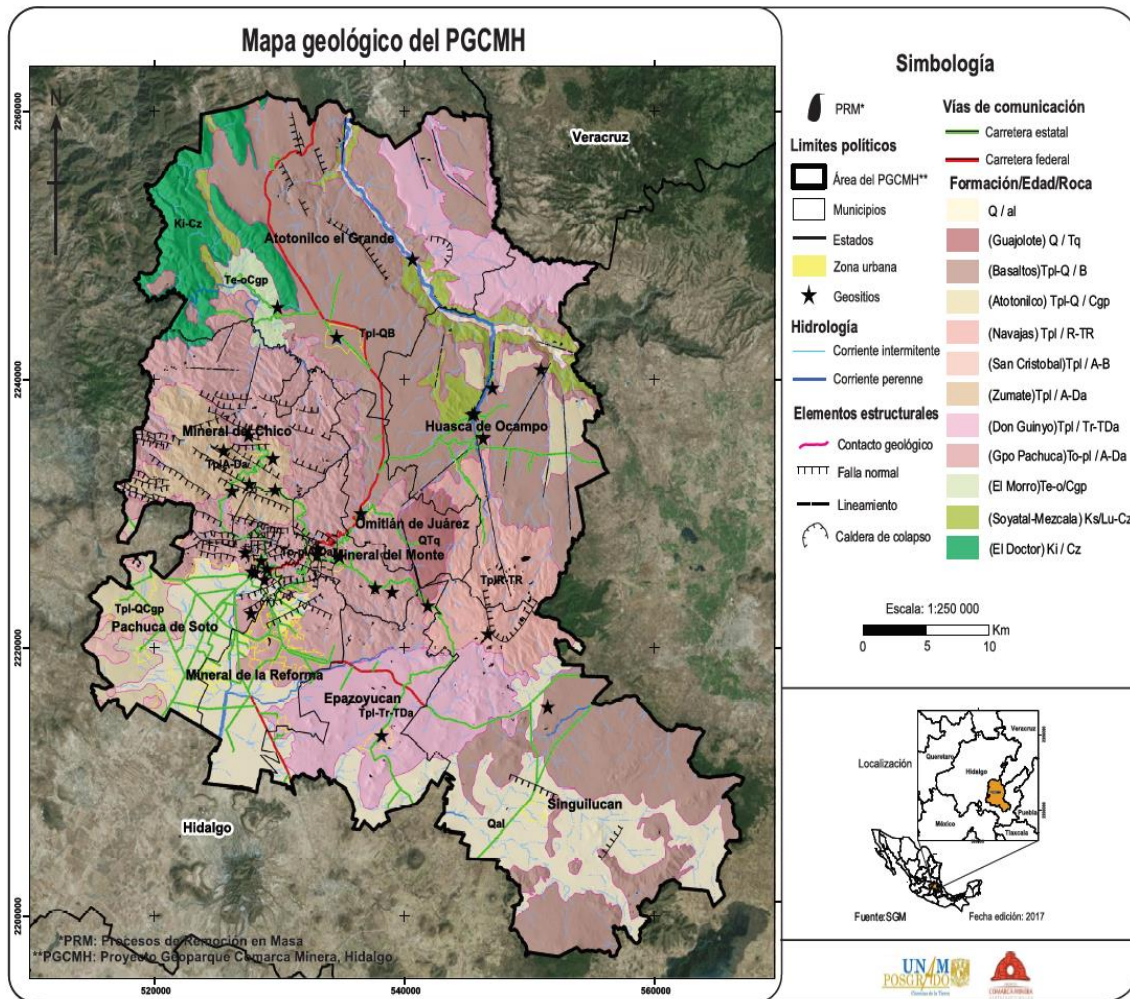 Mapa geológico del PGCMH
N
2260000
2240000
2220000
2200000
520000
540000
560000
Veracruz
Ki-Cz
Atotonilco el Grande
Te-oCgp
Tpl-QB
Huasca de Ocampo
Mineral del Chico
TplA-Da
Omitlán de Juárez
QTq
Mineral del Monte
TplR-TR
Tpl-QCgp
Pachuca de Soto
Mineral de la Reforma
Epazoyucan
Tpl-Tr-TDa
Singuilucan
Qal
Hidalgo
*PRM: Procesos de Remoción en Masa
**PGCMH: Proyecto Geoparque Comarca Minera, Hidalgo
Simbología
PRM*
Limites políticos
Área del PGCMH**
Municipios
Estados
Zona urbana
Geositios
Hidrología
Corriente intermitente
Corriente perenne
Elementos estructurales
Contacto geológico
Falla normal
Lineamiento
Caldera de colapso
Vías de comunicación
Carretera estatal
Carretera federal
Formación/Edad/Roca
Q / al
(Guajolote) Q / Tq
(Basaltos)Tpl-Q / B
(Atotonilco) Tpl-Q / Cgp
(Navajas) Tpl / R-TR
(San Cristobal)Tpl / A-B
(Zumate)Tpl / A-Da
(Don Guinyo)Tpl / Tr-TDa
(Gpo Pachuca)To-pl / A-Da
(El Morro)Te-o/Cgp
(Soyatal-Mezcala) Ks/Lu-Cz
(El Doctor) Ki / Cz
Escala: 1:250 000
0 5 10 Km
Localización
Veracruz
Queretaro
Hidalgo
Puebla
México
Tlaxcala
Fuente:SGM
Fecha edición: 2017
UNAM
POSGRADO
COMARCA MINERA